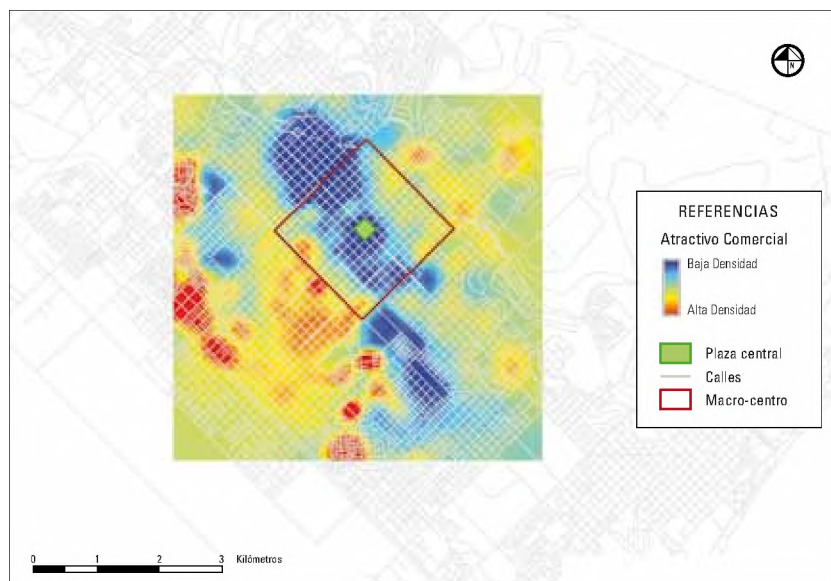 N
REFERENCIAS
Atractivo Comercial
Baja Densidad
Alta Densidad
Plaza central
Calles
Macro-centro
0 1 2 3 Kilómetros